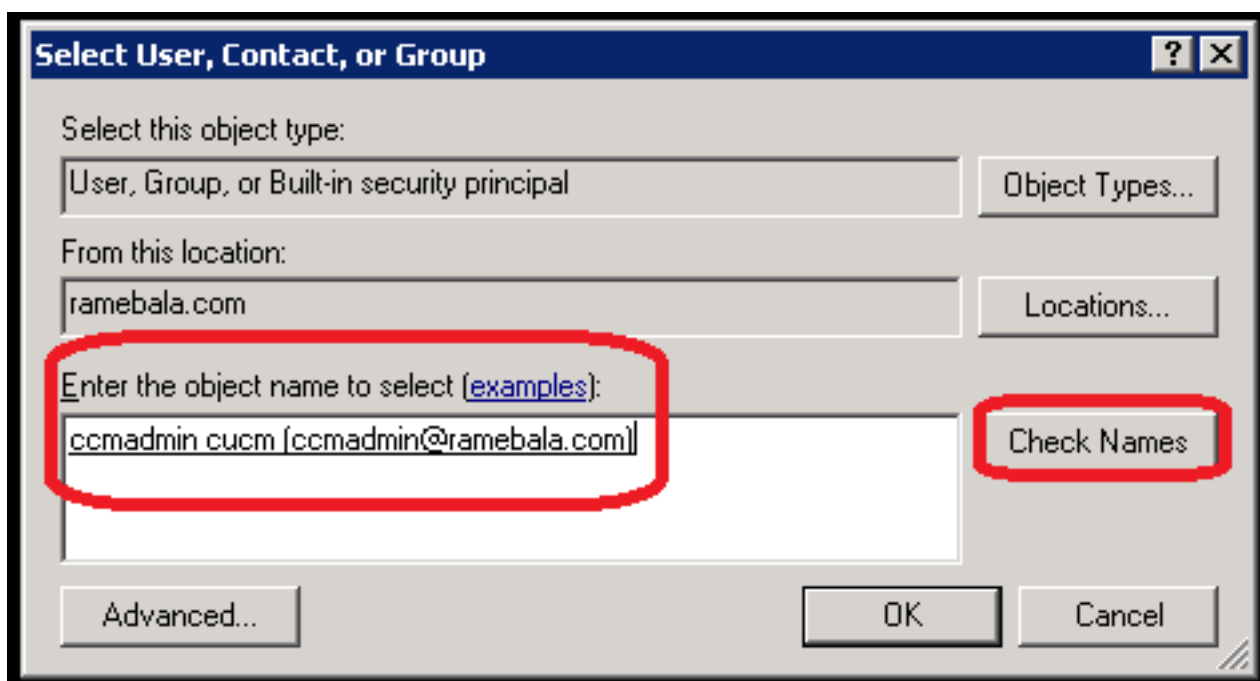 Select User, Contact, or Group
Select this object type:
User, Group, or Built-in security principal
Object Types...
From this location:
ramebala.com
Locations...
Enter the object name to select (examples):
ccmadmin cucm (ccmadmin@ramebala.com)
Check Names
Advanced...
OK
Cancel